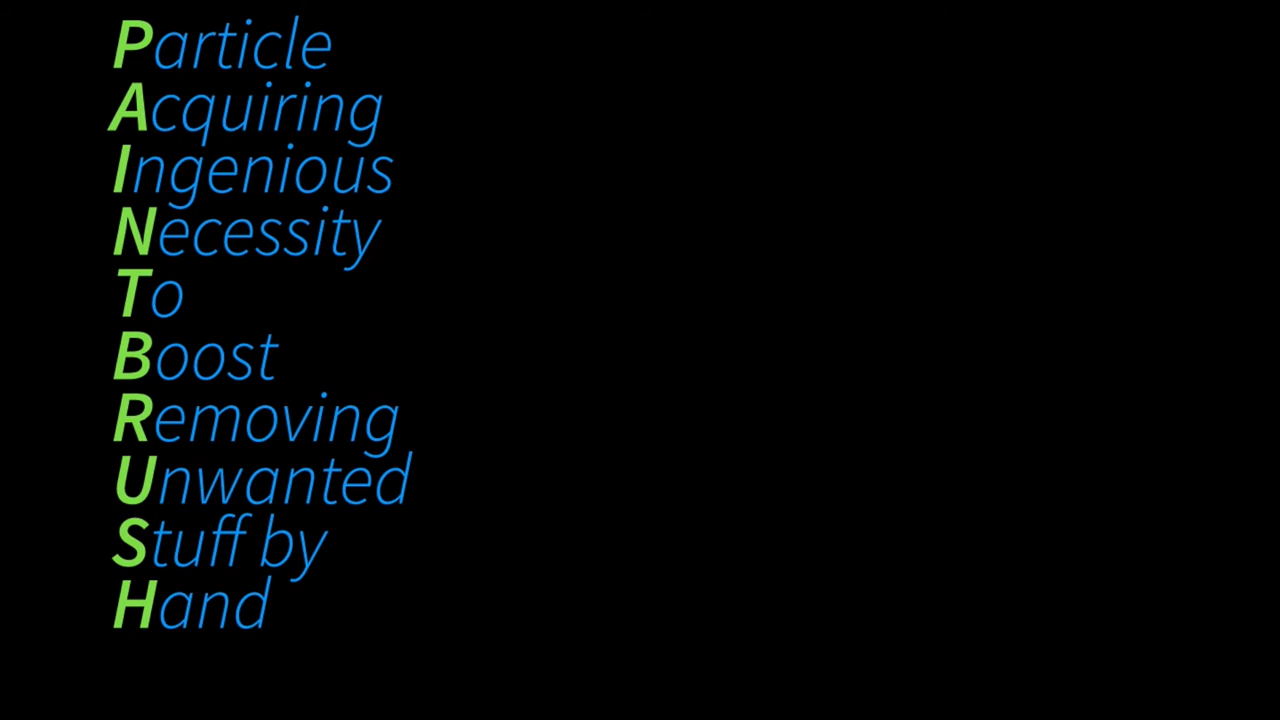 Particle
Acquiring
Ingenious
Necessity
To
Boost
Removing
Unwanted
Stuff by
Hand